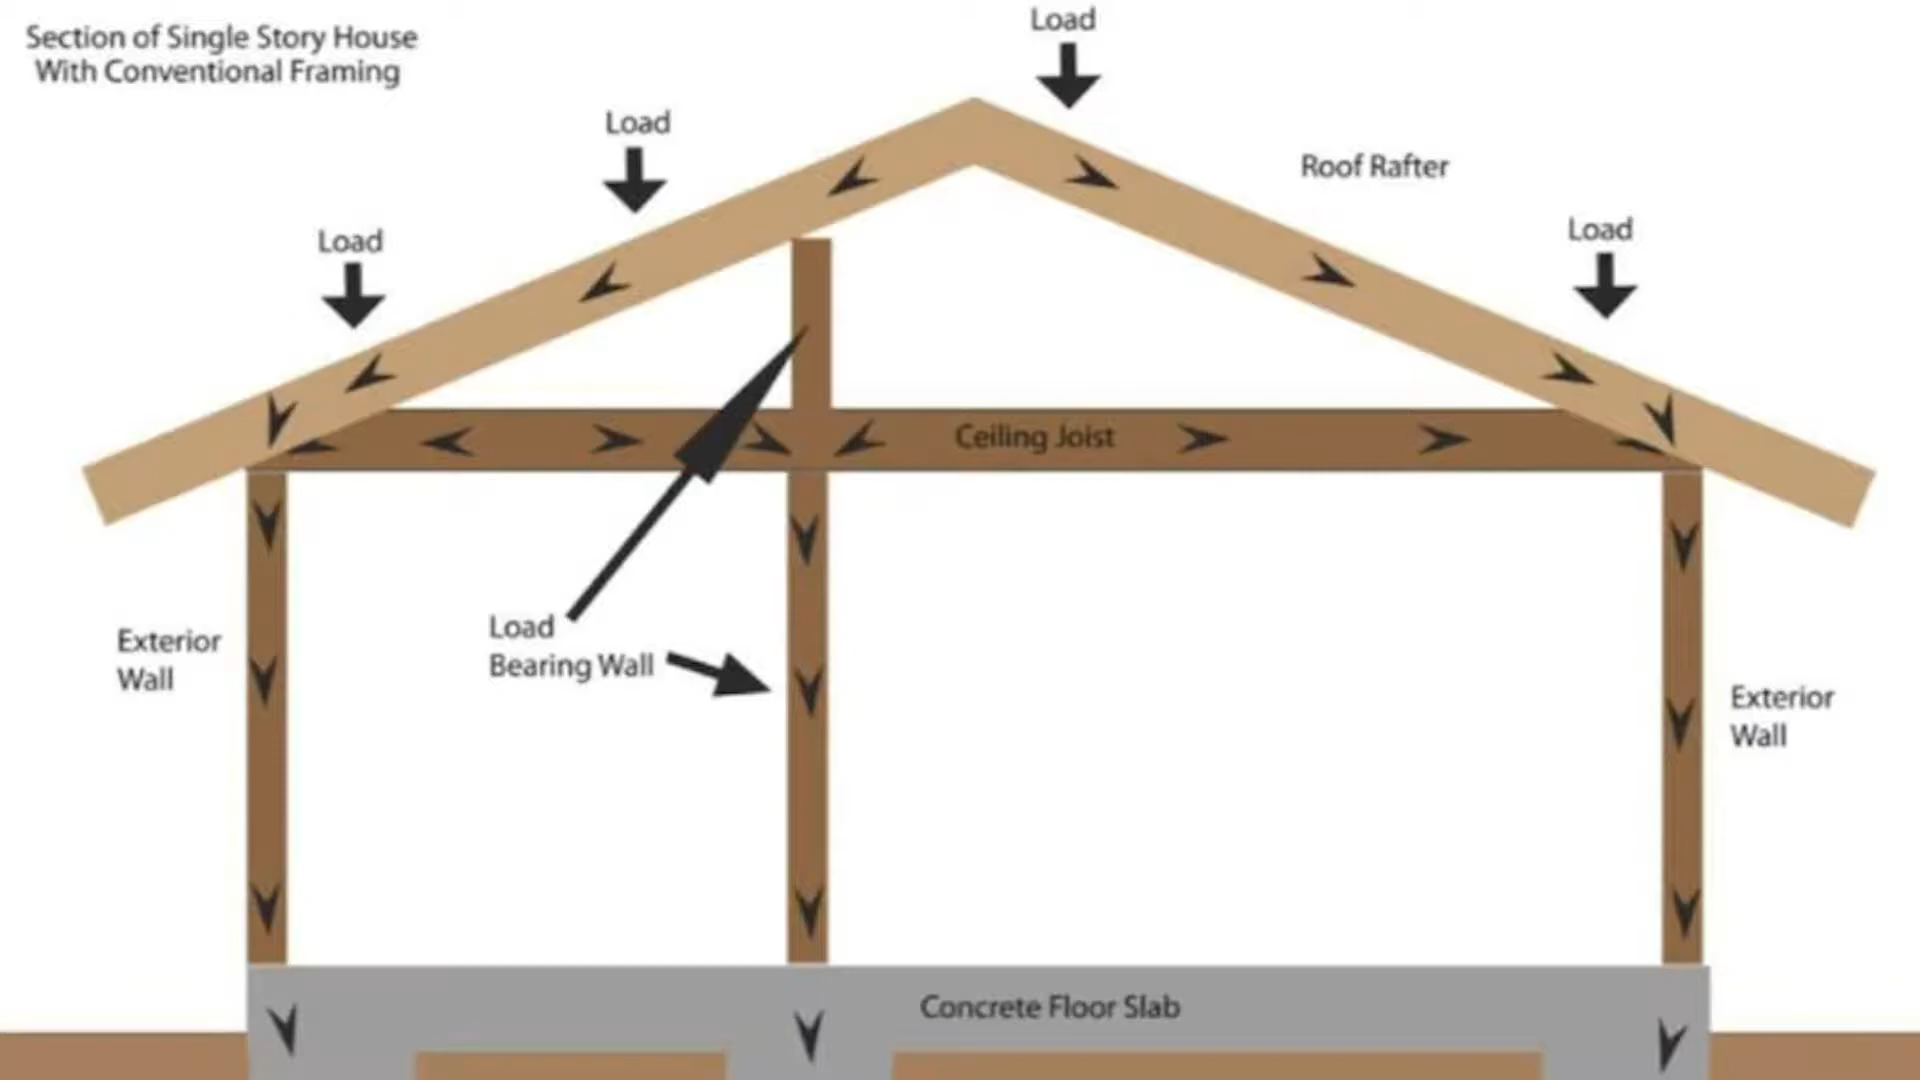 Section of Single Story House
With Conventional Framing
Load
Load
Load
Roof Rafter
Load
Ceiling Joist
Load
Bearing Wall
Exterior
Wall
Exterior
Wall
Concrete Floor Slab